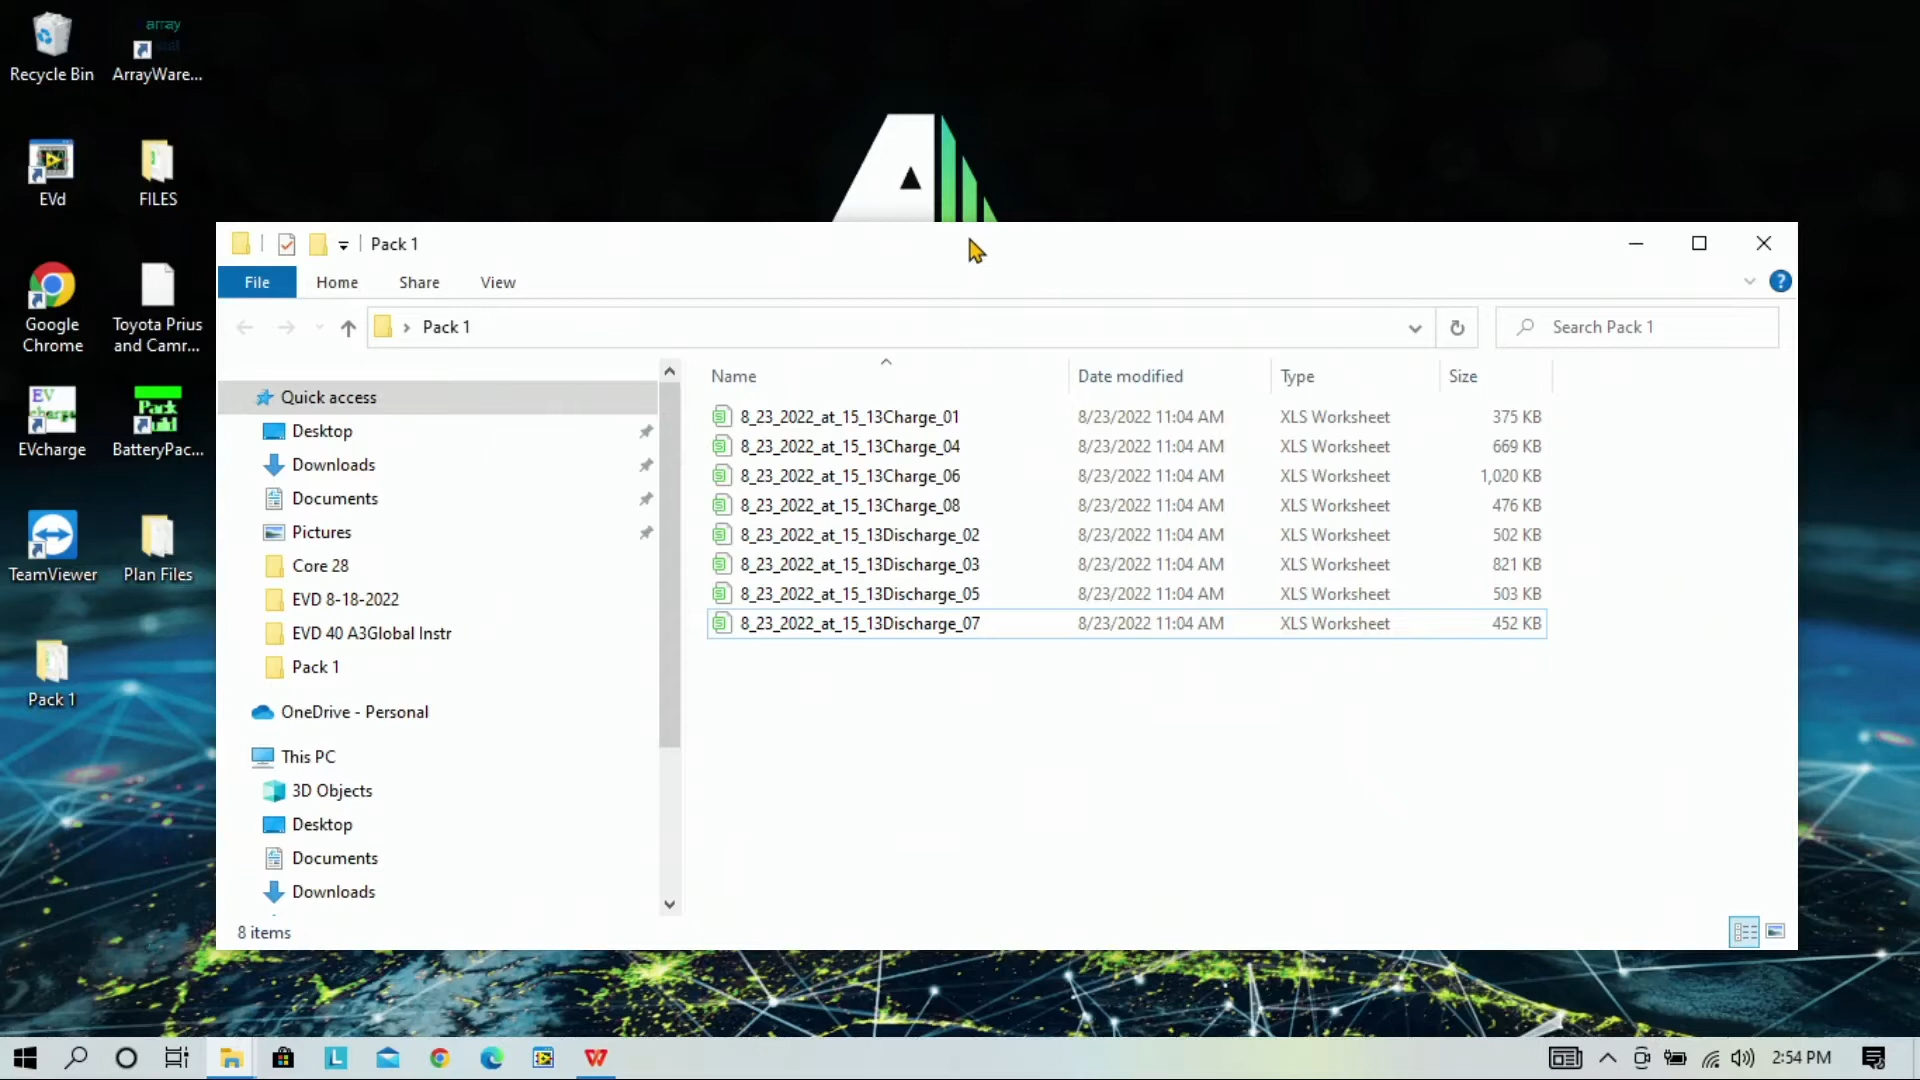 Recycle Bin
array
ArrayWare...
EVd
FILES
Google
Chrome
Toyota Prius
and Camr...
EV
charge
EVcharge
Pack
BatteryPac...
TeamViewer
Plan Files
Pack 1
Pack 1
File
Home
Share
View
Pack 1
Search Pack 1
Quick access
Desktop
Downloads
Documents
Pictures
Core 28
EVD 8-18-2022
EVD 40 A3Global Instr
Pack 1
OneDrive - Personal
This PC
3D Objects
Desktop
Documents
Downloads
Name Date modified Type Size
8_23_2022_at_15_13Charge_01 8/23/2022 11:04 AM XLS Worksheet 375 KB
8_23_2022_at_15_13Charge_04 8/23/2022 11:04 AM XLS Worksheet 669 KB
8_23_2022_at_15_13Charge_06 8/23/2022 11:04 AM XLS Worksheet 1,020 KB
8_23_2022_at_15_13Charge_08 8/23/2022 11:04 AM XLS Worksheet 476 KB
8_23_2022_at_15_13Discharge_02 8/23/2022 11:04 AM XLS Worksheet 502 KB
8_23_2022_at_15_13Discharge_03 8/23/2022 11:04 AM XLS Worksheet 821 KB
8_23_2022_at_15_13Discharge_05 8/23/2022 11:04 AM XLS Worksheet 503 KB
8_23_2022_at_15_13Discharge_07 8/23/2022 11:04 AM XLS Worksheet 452 KB
8 items
2:54 PM